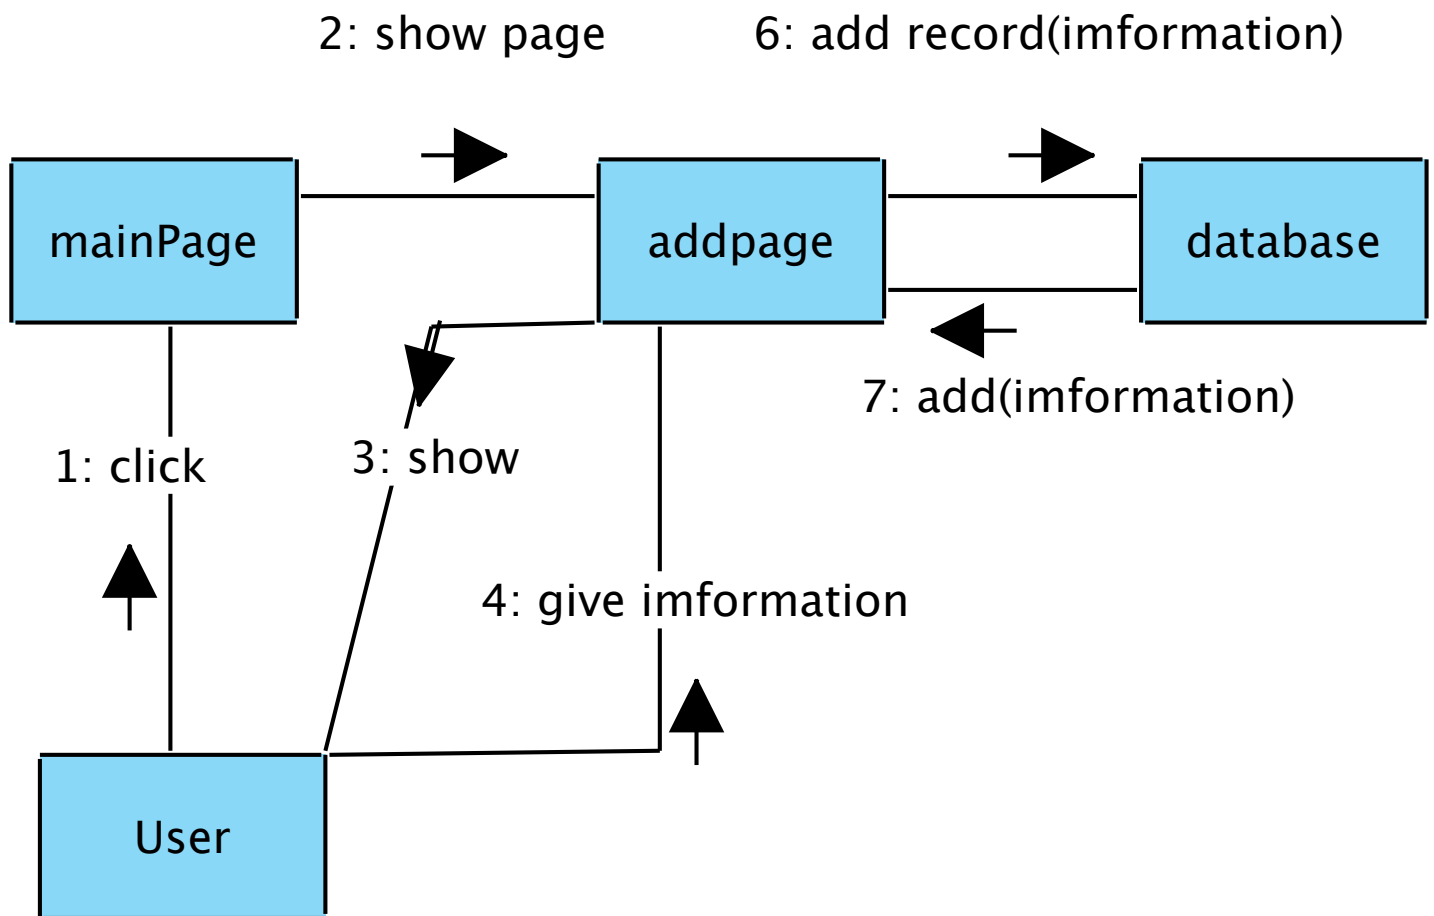 2: show page
6: add record(imformation)
mainPage
addpage
database
7: add(imformation)
1: click
3: show
4: give imformation
User